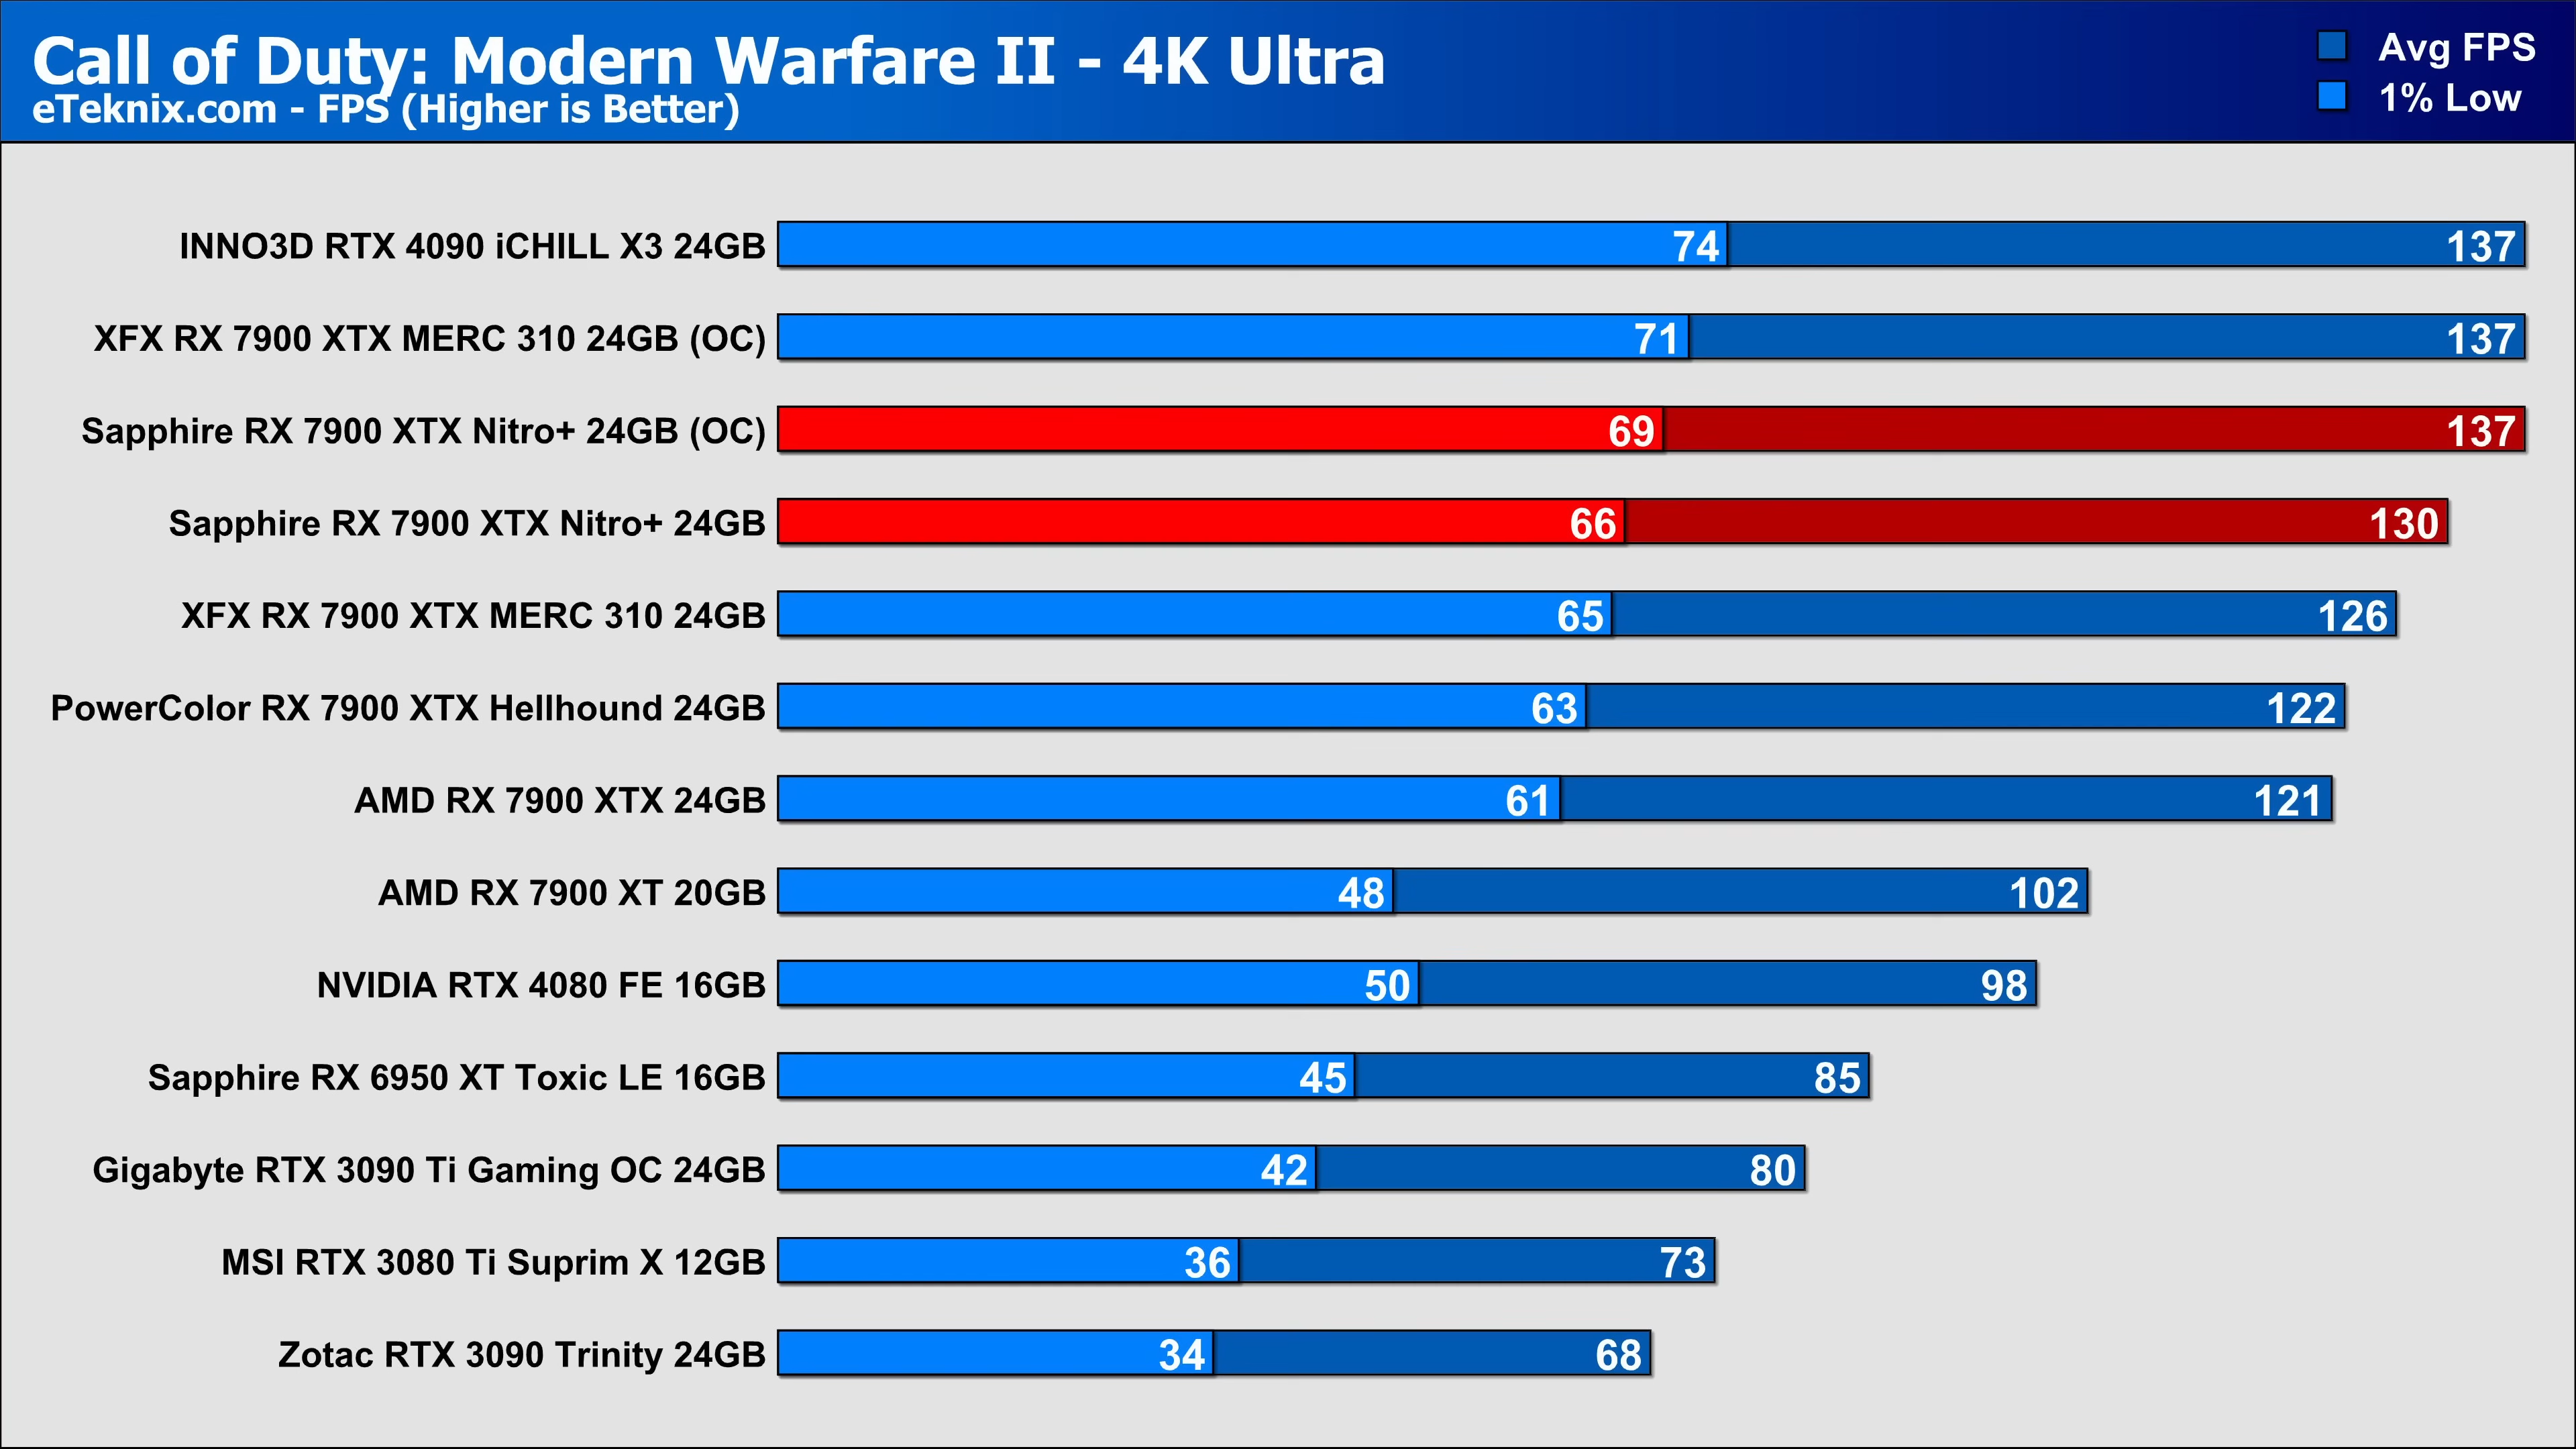 Call of Duty: Modern Warfare II - 4K Ultra
eTeknix.com - FPS (Higher is Better)
Avg FPS
1% Low
INNO3D RTX 4090 iCHILL X3 24GB 74 137
XFX RX 7900 XTX MERC 310 24GB (OC) 71 137
Sapphire RX 7900 XTX Nitro+ 24GB (OC) 69 137
Sapphire RX 7900 XTX Nitro+ 24GB 66 130
XFX RX 7900 XTX MERC 310 24GB 65 126
PowerColor RX 7900 XTX Hellhound 24GB 63 122
AMD RX 7900 XTX 24GB 61 121
AMD RX 7900 XT 20GB 48 102
NVIDIA RTX 4080 FE 16GB 50 98
Sapphire RX 6950 XT Toxic LE 16GB 45 85
Gigabyte RTX 3090 Ti Gaming OC 24GB 42 80
MSI RTX 3080 Ti Suprim X 12GB 36 73
Zotac RTX 3090 Trinity 24GB 34 68